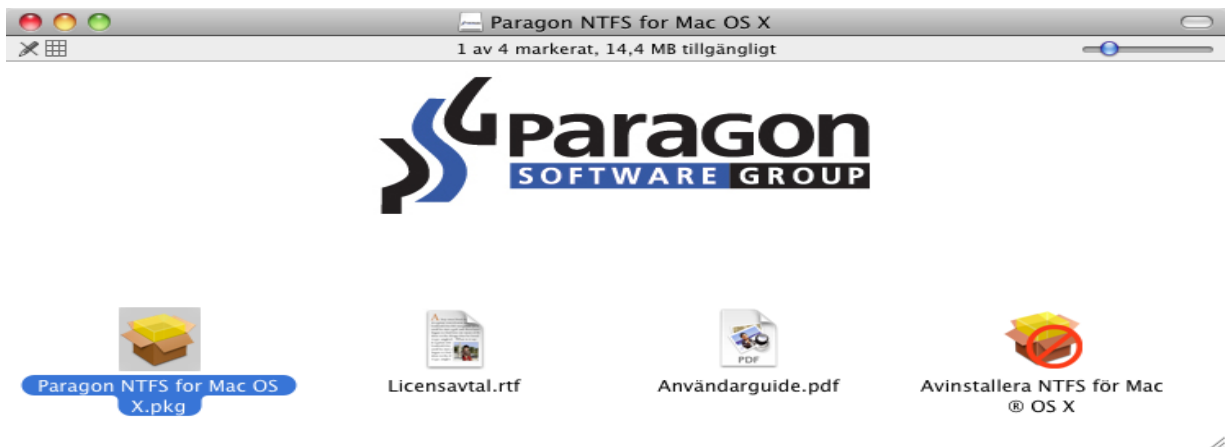 Paragon NTFS for Mac OS X
1 av 4 markerat, 14,4 MB tillgängligt
Paragon
SOFTWARE GROUP
Paragon NTFS for Mac OS
X.pkg
Licensavtal.rtf
PDF
Användarguide.pdf
Avinstallera NTFS för Mac
® OS X